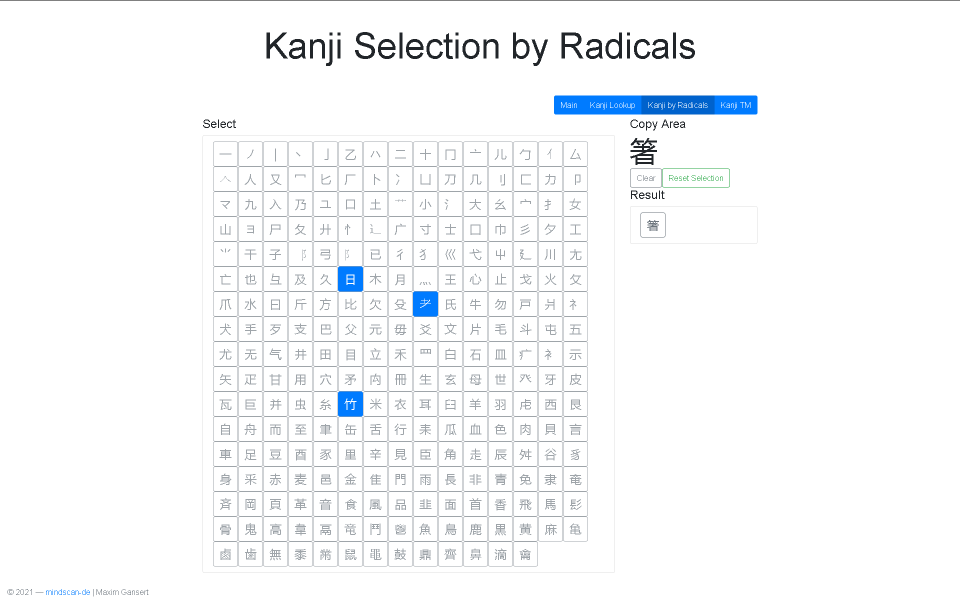 Kanji Selection by Radicals
Main Kanji Lookup Kanji by Radicals Kanji TM
Select
一 ノ | 丶 亅 乙 ハ 二 十 冂 亠 儿 勹 亻 厶
𠆢 人 又 冖 匕 厂 卜 冫 凵 刀 几 刂 匚 力 卩
マ 九 入 乃 ユ 口 土 艹 小 氵 大 幺 宀 扌 女
山 ヨ 尸 夂 廾 忄 辶 广 寸 士 囗 巾 彡 夕 工
干 子 弓 已 彳 犭 巛 弋 屮 廴 川 尢
亡 也 彑 及 久 日 木 月 灬 王 心 止 戈 火 攵
爪 水 曰 斤 方 比 欠 殳 耂 氏 牛 勿 戸 爿 礻
犬 手 歹 支 巴 父 元 毋 爻 文 片 毛 斗 屯 五
尤 无 气 井 田 目 立 禾 罒 白 石 皿 疒 衤 示
矢 疋 甘 用 穴 矛 禸 冊 生 玄 母 世 癶 牙 皮
瓦 巨 并 虫 糸 竹 米 衣 耳 臼 羊 羽 虍 西 艮
自 舟 而 至 聿 缶 舌 行 耒 瓜 血 色 肉 貝 言
車 足 豆 酉 豕 里 辛 見 臣 角 走 辰 舛 谷 豸
身 釆 赤 麦 邑 金 隹 門 雨 長 非 青 免 隶 奄
斉 岡 頁 革 音 食 風 品 韭 面 首 香 飛 馬 髟
骨 鬼 高 韋 鬲 竜 鬥 鬯 魚 鳥 鹿 黒 黄 麻 亀
鹵 歯 無 黍 黹 鼠 黽 鼓 鼎 齊 鼻 滴 龠
Copy Area
箸
Clear Reset Selection
Result
箸
© 2021 — mindscan-de | Maxim Gansert